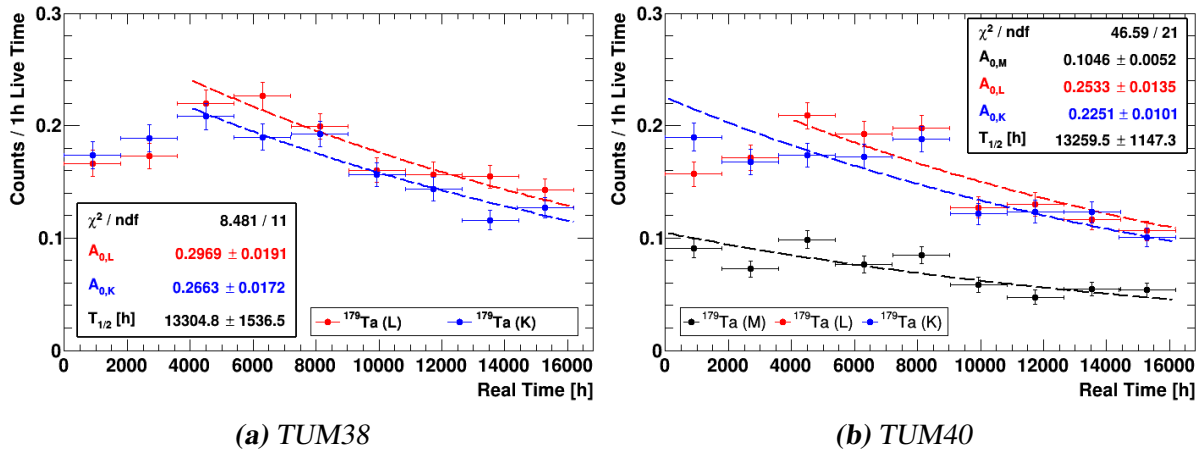 Counts / 1h Live Time
0.3
0.2
0.1
0
χ² / ndf 8.481 / 11
A0,L 0.2969 ± 0.0191
A0,K 0.2663 ± 0.0172
T1/2 [h] 13304.8 ± 1536.5
179Ta (L) 179Ta (K)
0 2000 4000 6000 8000 10000 12000 14000 16000
Real Time [h]
(a) TUM38
Counts / 1h Live Time
0.3
0.2
0.1
0
χ² / ndf 46.59 / 21
A0,M 0.1046 ± 0.0052
A0,L 0.2533 ± 0.0135
A0,K 0.2251 ± 0.0101
T1/2 [h] 13259.5 ± 1147.3
179Ta (M) 179Ta (L) 179Ta (K)
0 2000 4000 6000 8000 10000 12000 14000 16000
Real Time [h]
(b) TUM40